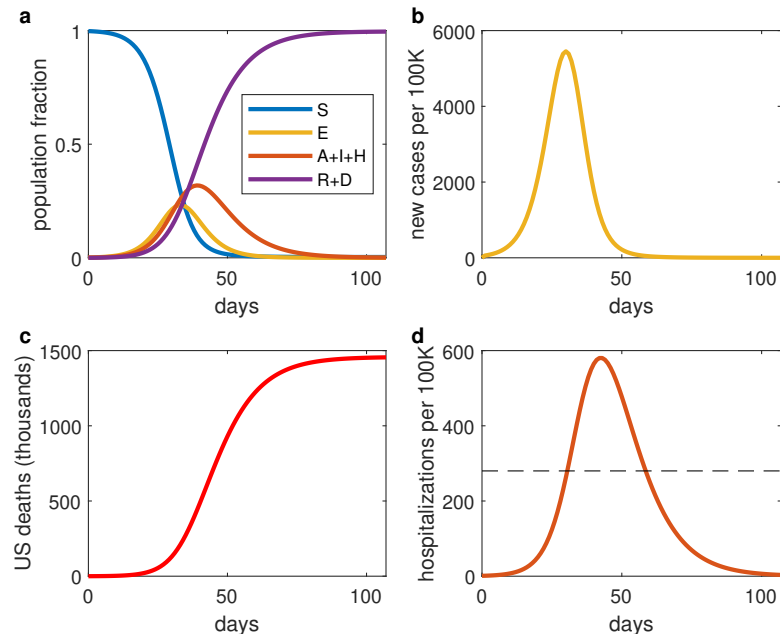 a
population fraction
1
0.5
0
S
E
A+I+H
R+D
0
50
100
days
b
new cases per 100K
6000
4000
2000
0
0
50
100
days
c
US deaths (thousands)
1500
1000
500
0
0
50
100
days
d
hospitalizations per 100K
600
400
200
0
0
50
100
days